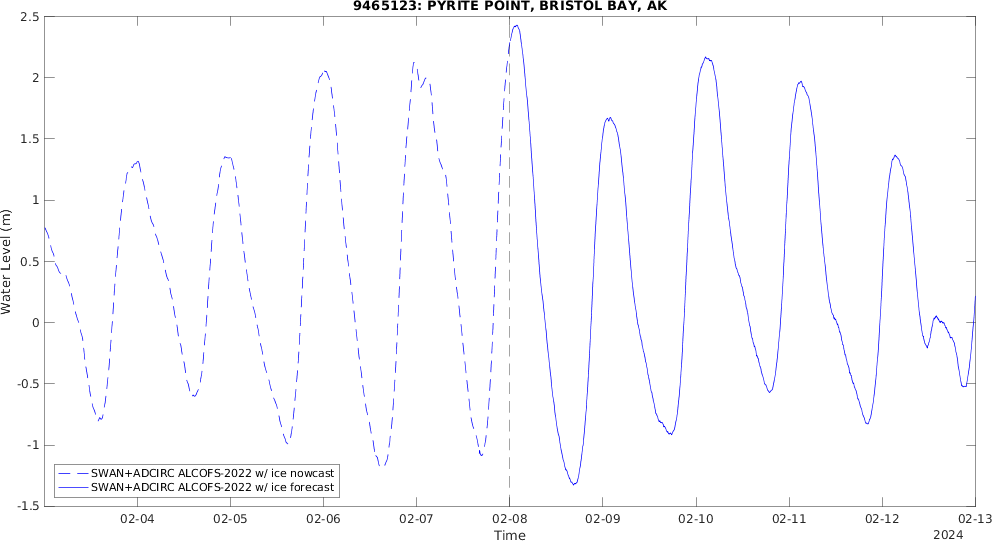 9465123: PYRITE POINT, BRISTOL BAY, AK
Water Level (m)
2.5
2
1.5
1
0.5
0
-0.5
-1
-1.5
SWAN+ADCIRC ALCOFS-2022 w/ ice nowcast
SWAN+ADCIRC ALCOFS-2022 w/ ice forecast
02-04 02-05 02-06 02-07 02-08 02-09 02-10 02-11 02-12 02-13
Time
2024